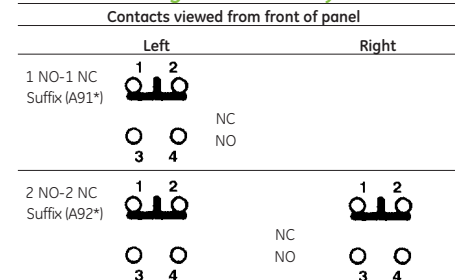 Contacts viewed from front of panel
Left Right
1 NO-1 NC
Suffix (A91*)
1 2
NC
NO
3 4
2 NO-2 NC
Suffix (A92*)
1 2 1 2
NC
NO
3 4 3 4